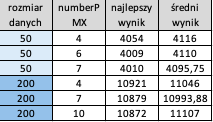 rozmiar danych numberP MX najlepszy wynik średni wynik
50 4 4054 4116
50 6 4009 4110
50 7 4010 4095,75
200 4 10921 11046
200 7 10879 10993,88
200 10 10872 11107